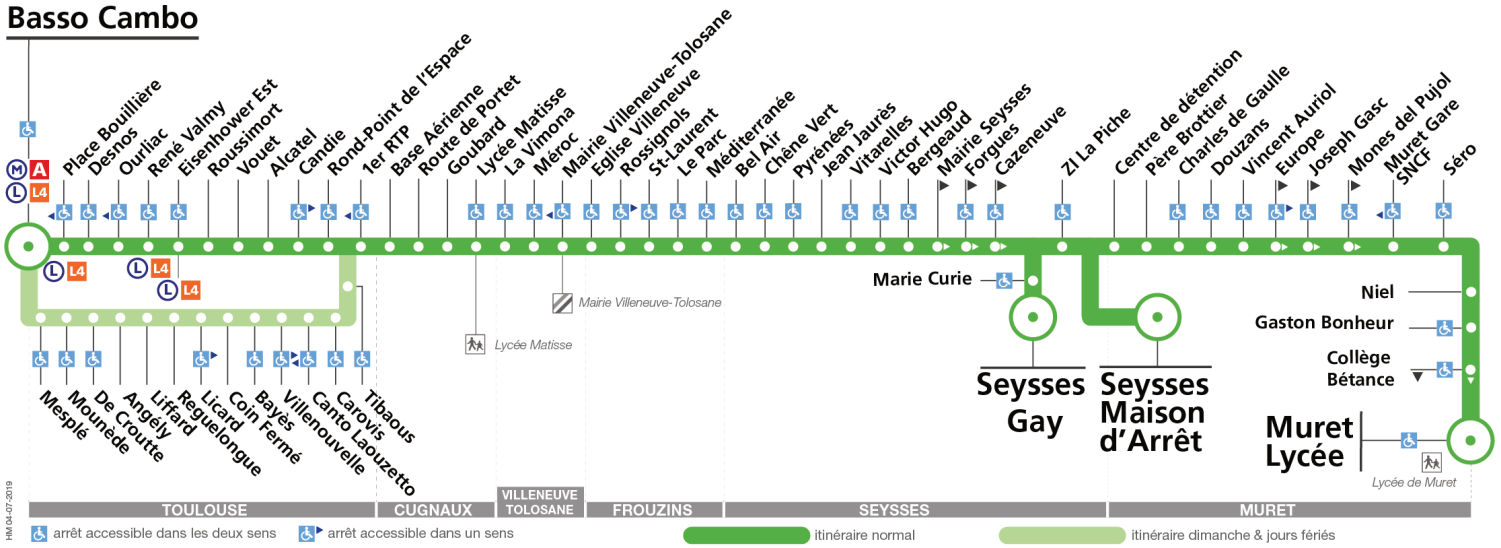 Basso Cambo
M A
L L4
Place Bouillière
Desnos
Ourliac
René Valmy
Eisenhower Est
Roussimort
Vouet
Alcatel
Candie
Rond-Point de l'Espace
1er RTP
Base Aérienne
Route de Portet
Goubard
Lycée Matisse
La Vimona
Méroc
Mairie Villeneuve-Tolosane
Eglise Villeneuve
Rossignols
St-Laurent
Le Parc
Méditerranée
Bel Air
Chêne Vert
Pyrénées
Jean Jaurès
Vitarelles
Victor Hugo
Bergeaud
Mairie Seysses
Forgues
Cazeneuve
ZI La Piche
Centre de détention
Père Brottier
Charles de Gaulle
Douzans
Vincent Auriol
Europe
Joseph Gasc
Mones del Pujol
Muret Gare
SNCF
Séro
L L4
L L4
L L4
Marie Curie
Mairie Villeneuve-Tolosane
Lycée Matisse
Niel
Gaston Bonheur
Collège
Bétance
Seysses
Gay
Seysses
Maison
d'Arrêt
Muret
Lycée
Lycée de Muret
Mesplé
Mounède
De Croutte
Angély
Liffard
Reguelongue
Licard
Coin Fermé
Bayès
Villenouvelle
Canto Laouzetto
Carovis
Tibaous
HM 04-07-2019
TOULOUSE
CUGNAUX
VILLENEUVE
TOLOSANE
FROUZINS
SEYSSES
MURET
arrêt accessible dans les deux sens
arrêt accessible dans un sens
itinéraire normal
itinéraire dimanche & jours fériés